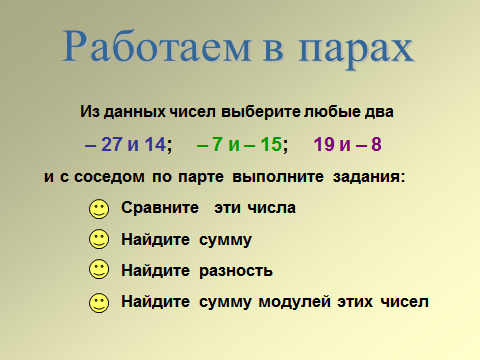 Работаем в парах
Из данных чисел выберите любые два
– 27 и 14; – 7 и – 15; 19 и – 8
и с соседом по парте выполните задания:
Сравните эти числа
Найдите сумму
Найдите разность
Найдите сумму модулей этих чисел